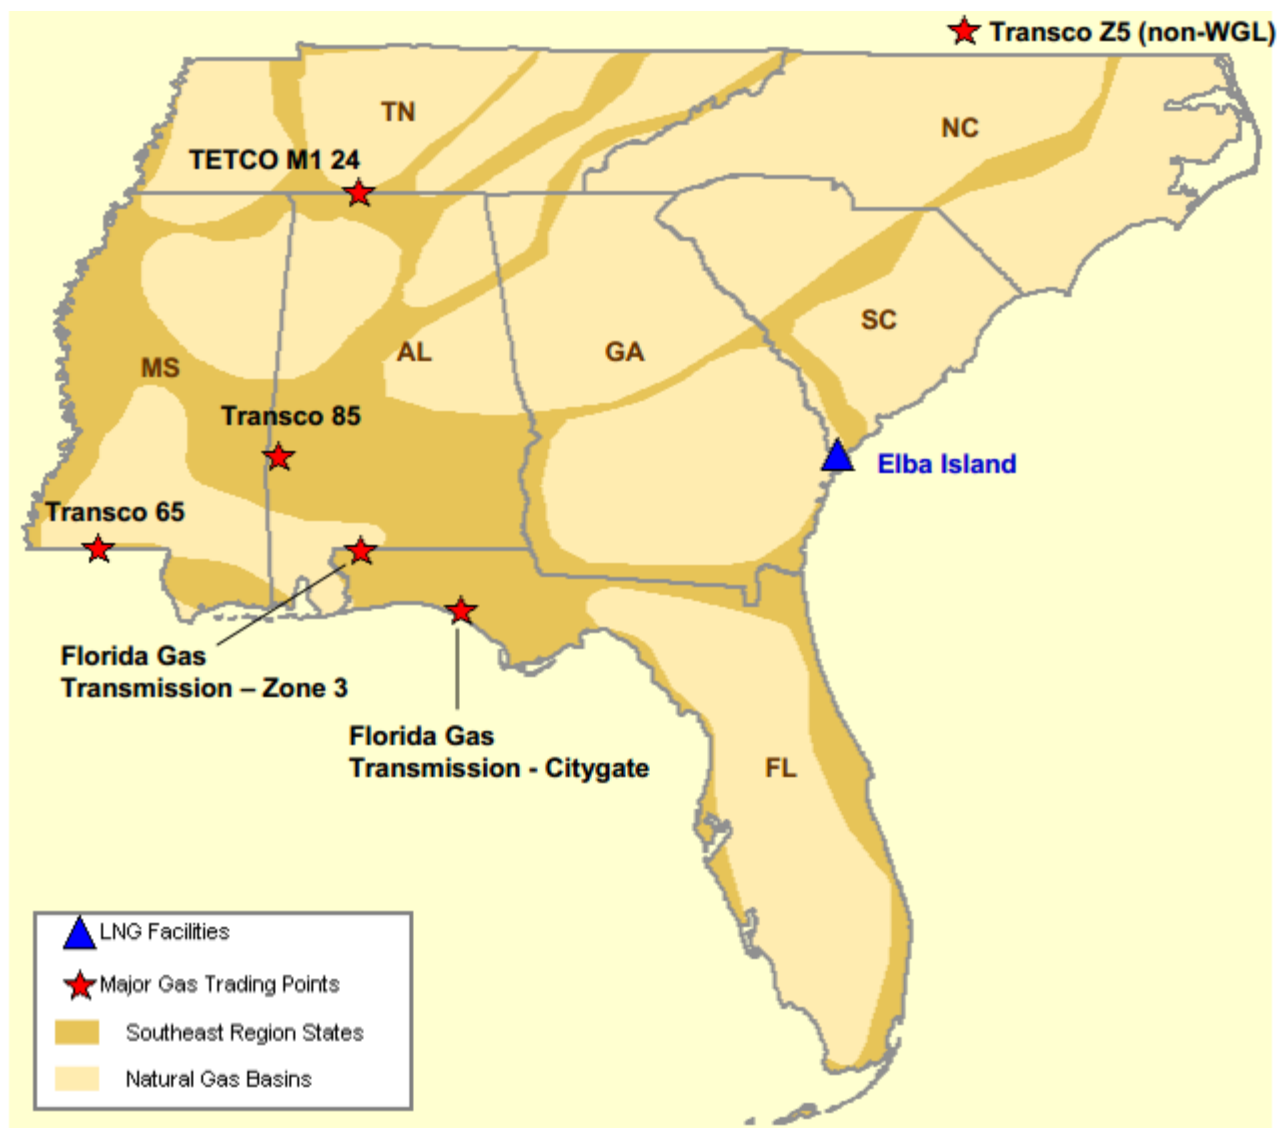 Transco Z5 (non-WGL)
TN
NC
TETCO M1 24
SC
AL
GA
MS
Transco 85
Elba Island
Transco 65
Florida Gas
Transmission – Zone 3
Florida Gas
Transmission - Citygate
FL
LNG Facilities
Major Gas Trading Points
Southeast Region States
Natural Gas Basins